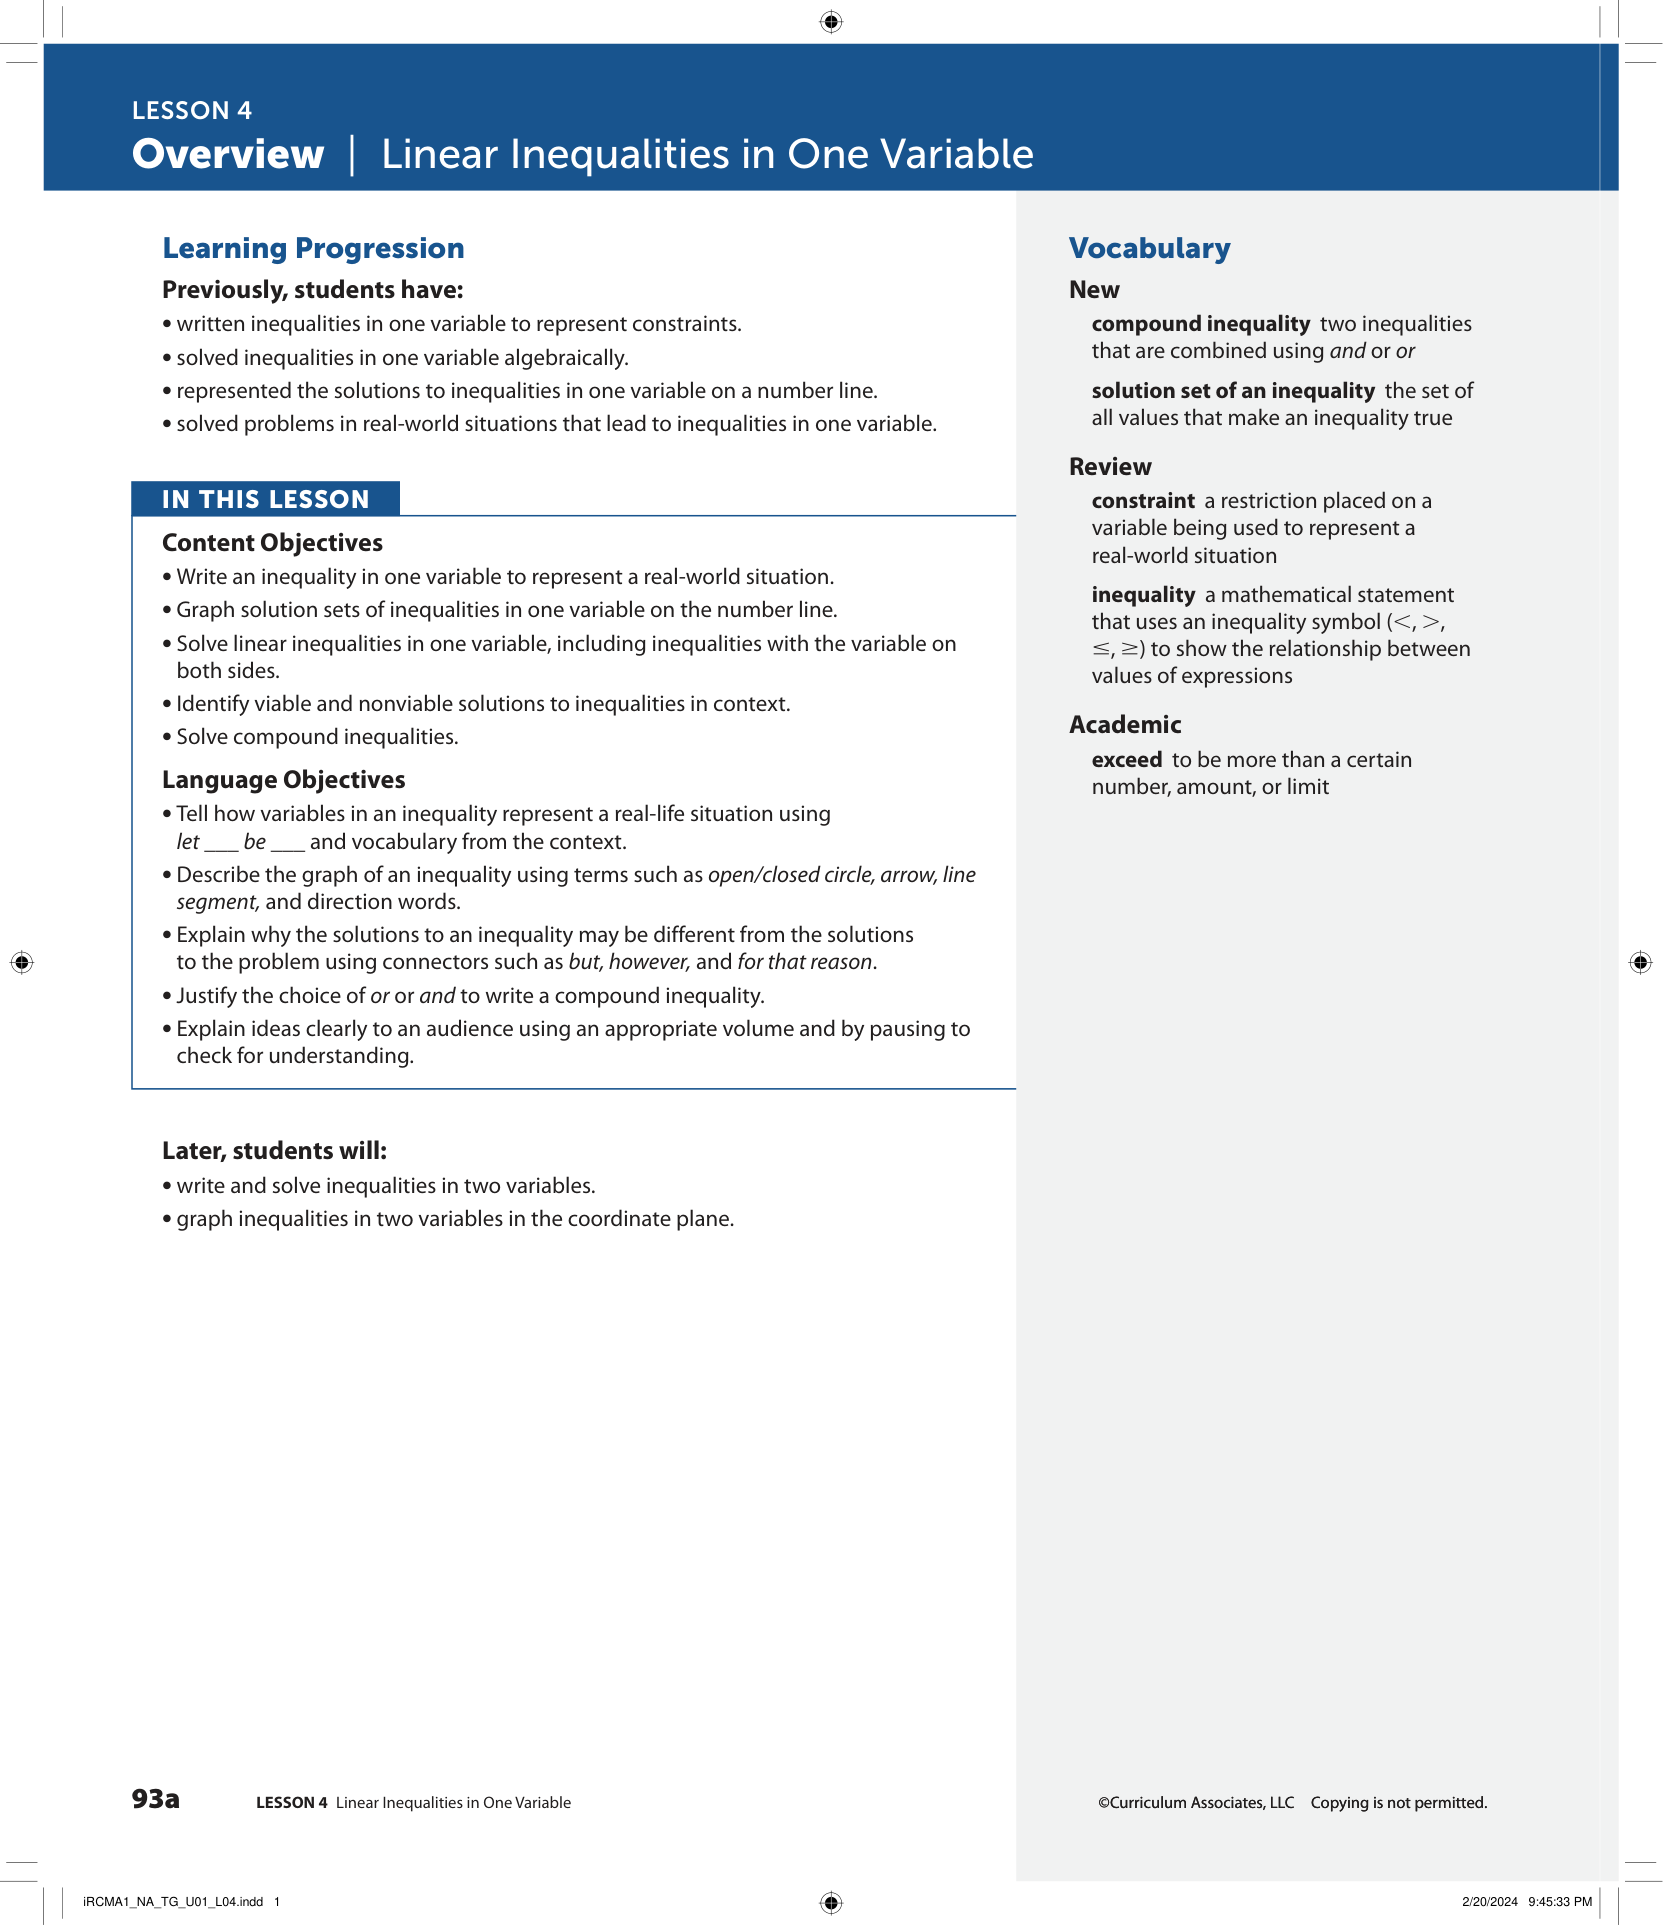 LESSON 4
Overview | Linear Inequalities in One Variable
Learning Progression
Previously, students have:
• written inequalities in one variable to represent constraints.
• solved inequalities in one variable algebraically.
• represented the solutions to inequalities in one variable on a number line.
• solved problems in real-world situations that lead to inequalities in one variable.
IN THIS LESSON
Content Objectives
• Write an inequality in one variable to represent a real-world situation.
• Graph solution sets of inequalities in one variable on the number line.
• Solve linear inequalities in one variable, including inequalities with the variable on
both sides.
• Identify viable and nonviable solutions to inequalities in context.
• Solve compound inequalities.
Language Objectives
• Tell how variables in an inequality represent a real-life situation using
let ___ be ___ and vocabulary from the context.
• Describe the graph of an inequality using terms such as open/closed circle, arrow, line
segment, and direction words.
• Explain why the solutions to an inequality may be different from the solutions
to the problem using connectors such as but, however, and for that reason.
• Justify the choice of or or and to write a compound inequality.
• Explain ideas clearly to an audience using an appropriate volume and by pausing to
check for understanding.
Later, students will:
• write and solve inequalities in two variables.
• graph inequalities in two variables in the coordinate plane.
Vocabulary
New
compound inequality two inequalities
that are combined using and or or
solution set of an inequality the set of
all values that make an inequality true
Review
constraint a restriction placed on a
variable being used to represent a
real-world situation
inequality a mathematical statement
that uses an inequality symbol (<, >,
≤, ≥) to show the relationship between
values of expressions
Academic
exceed to be more than a certain
number, amount, or limit
93a LESSON 4 Linear Inequalities in One Variable
©Curriculum Associates, LLC Copying is not permitted.
iRCMA1_NA_TG_U01_L04.indd 1
2/20/2024 9:45:33 PM